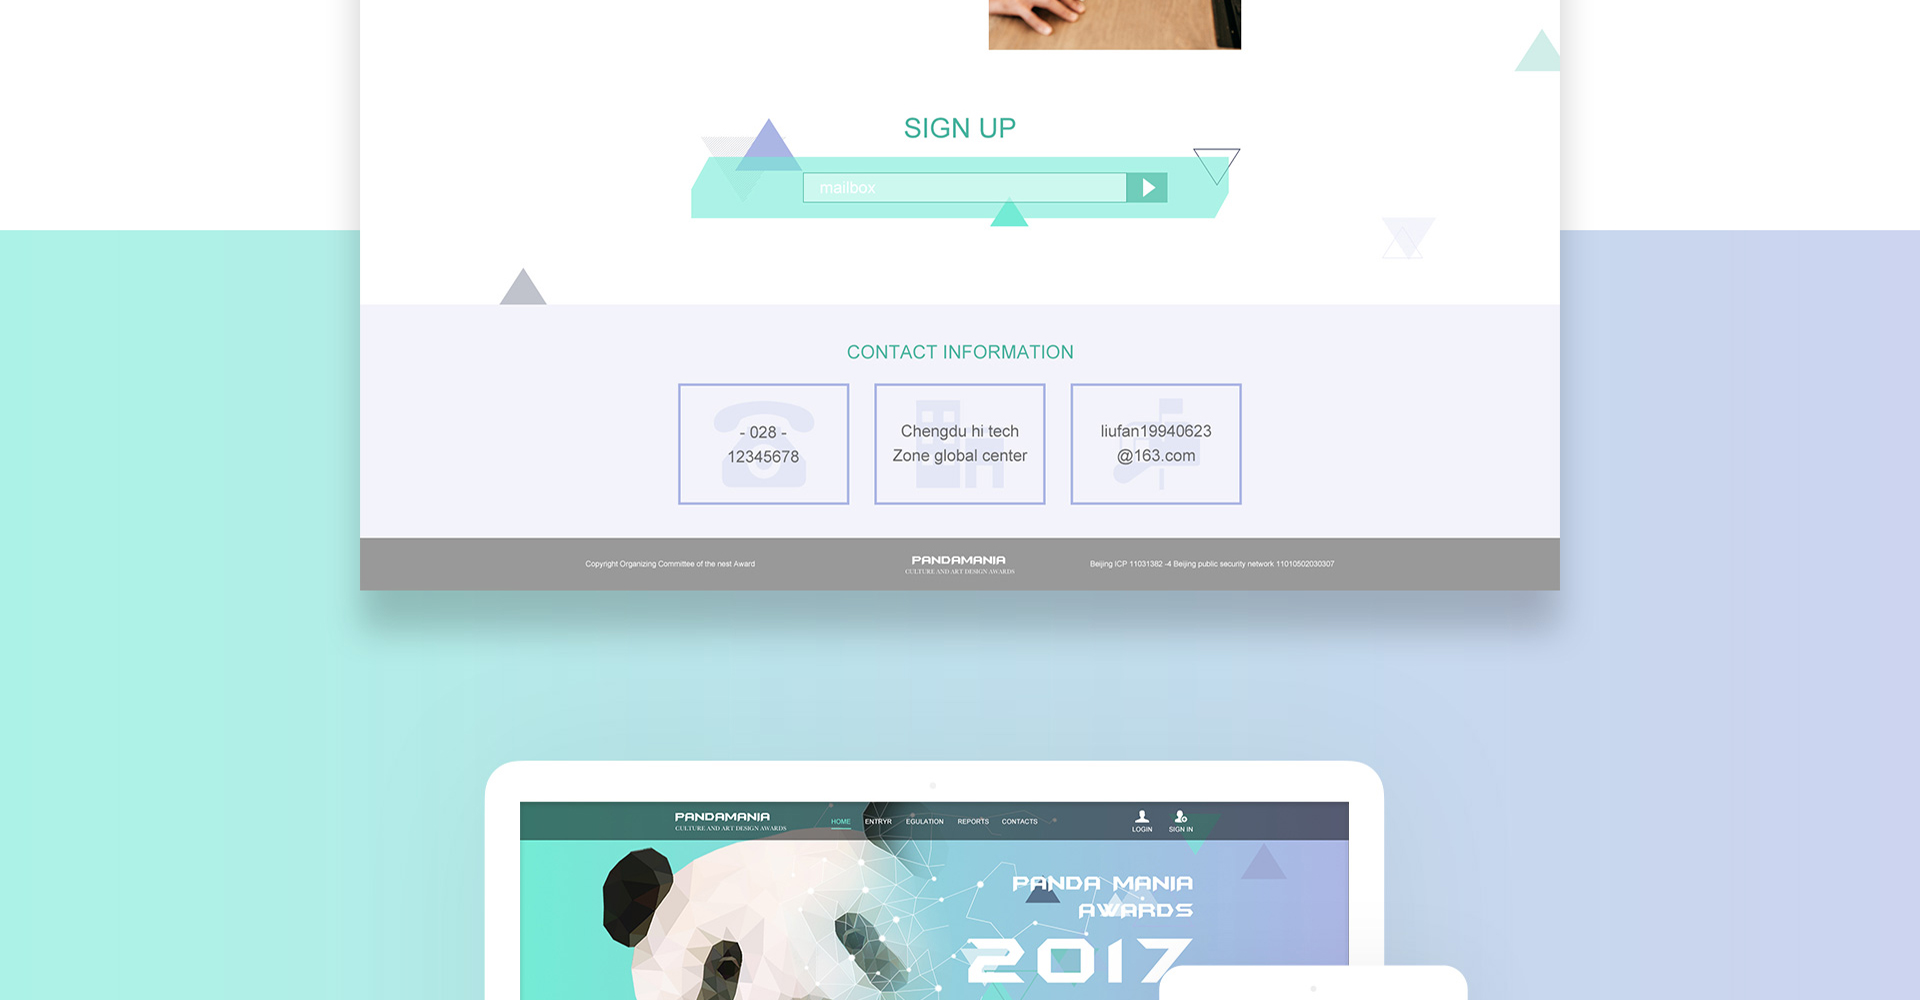 SIGN UP
mailbox
CONTACT INFORMATION
- 028 -
12345678
Chengdu hi tech
Zone global center
liufan19940623
@163.com
Copyright Organizing Committee of the nest Award
PANDAMANIA
CULTURE AND ART DESIGN AWARDS
Beijing ICP 11031382 -4 Beijing public security network 11010502030307
PANDAMANIA
CULTURE AND ART DESIGN AWARDS
HOME ENTRYR EGULATION REPORTS CONTACTS
LOGIN SIGN IN
PANDA MANIA
AWARDS
2017